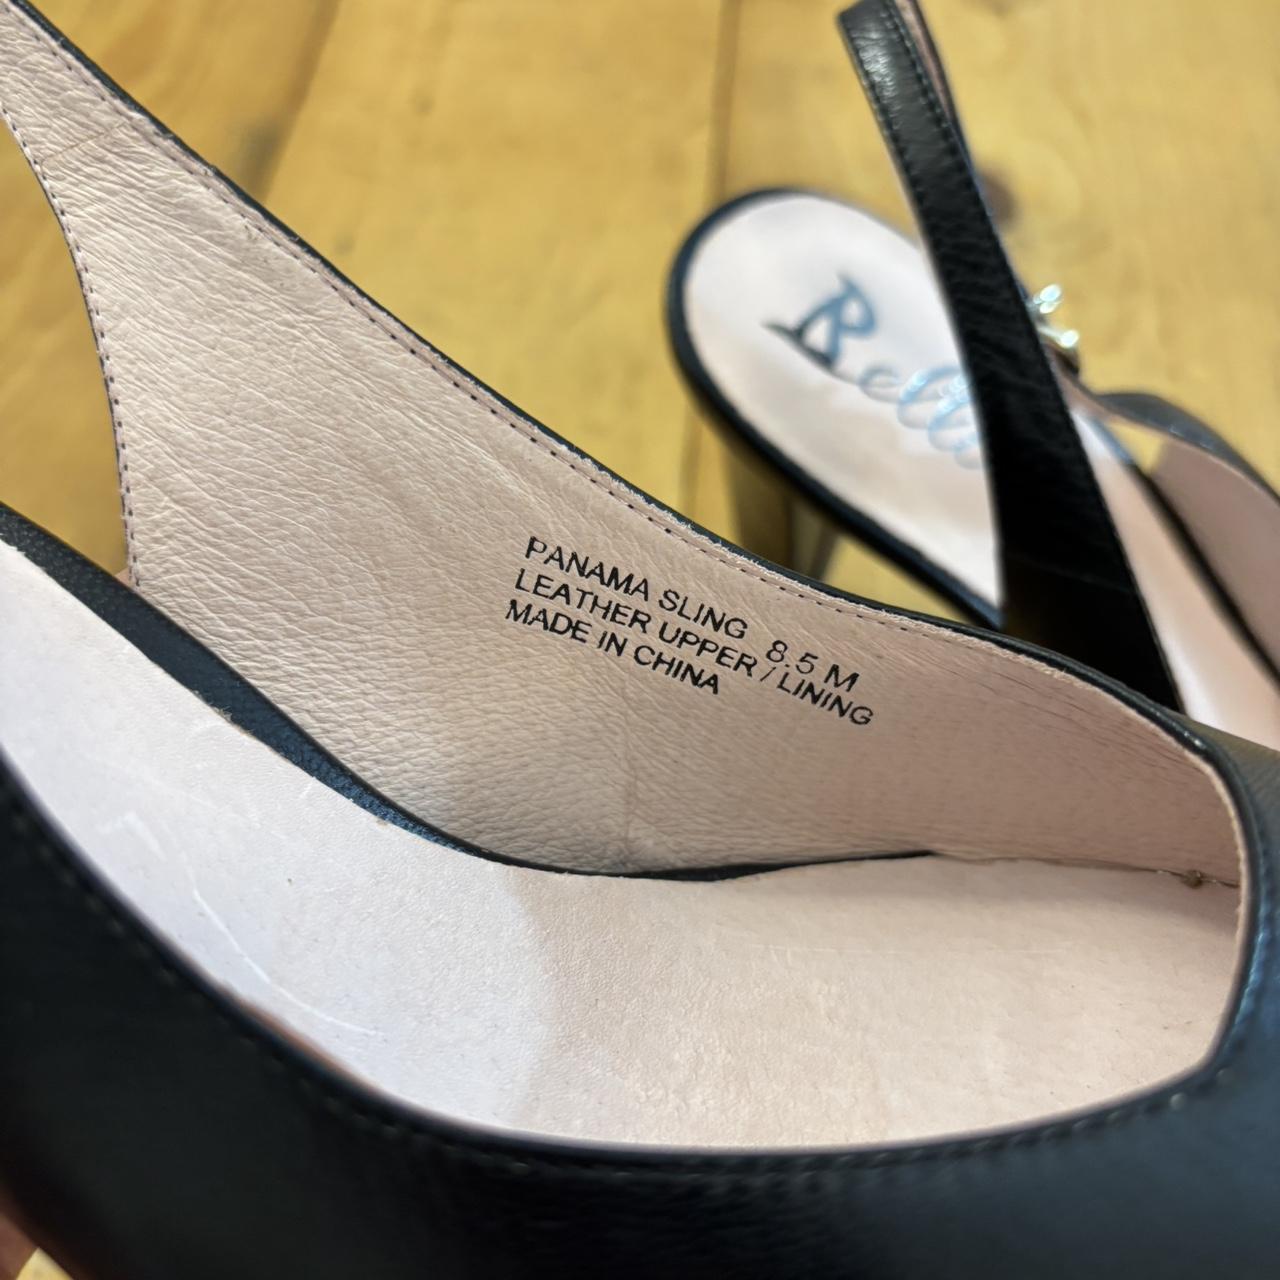 PANAMA SLING 8.5 M
LEATHER UPPER / LINING
MADE IN CHINA